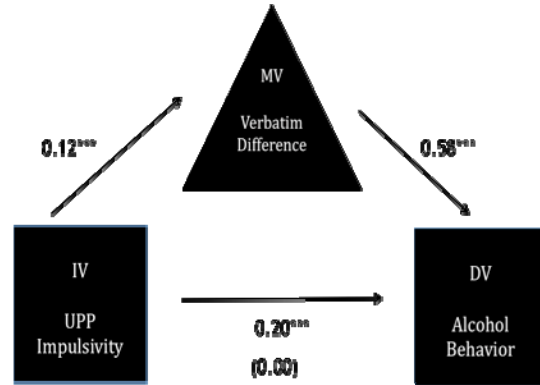 MV
Verbatim
Difference
0.12***
0.58***
IV
UPP
Impulsivity
DV
Alcohol
Behavior
0.20***
(0.00)